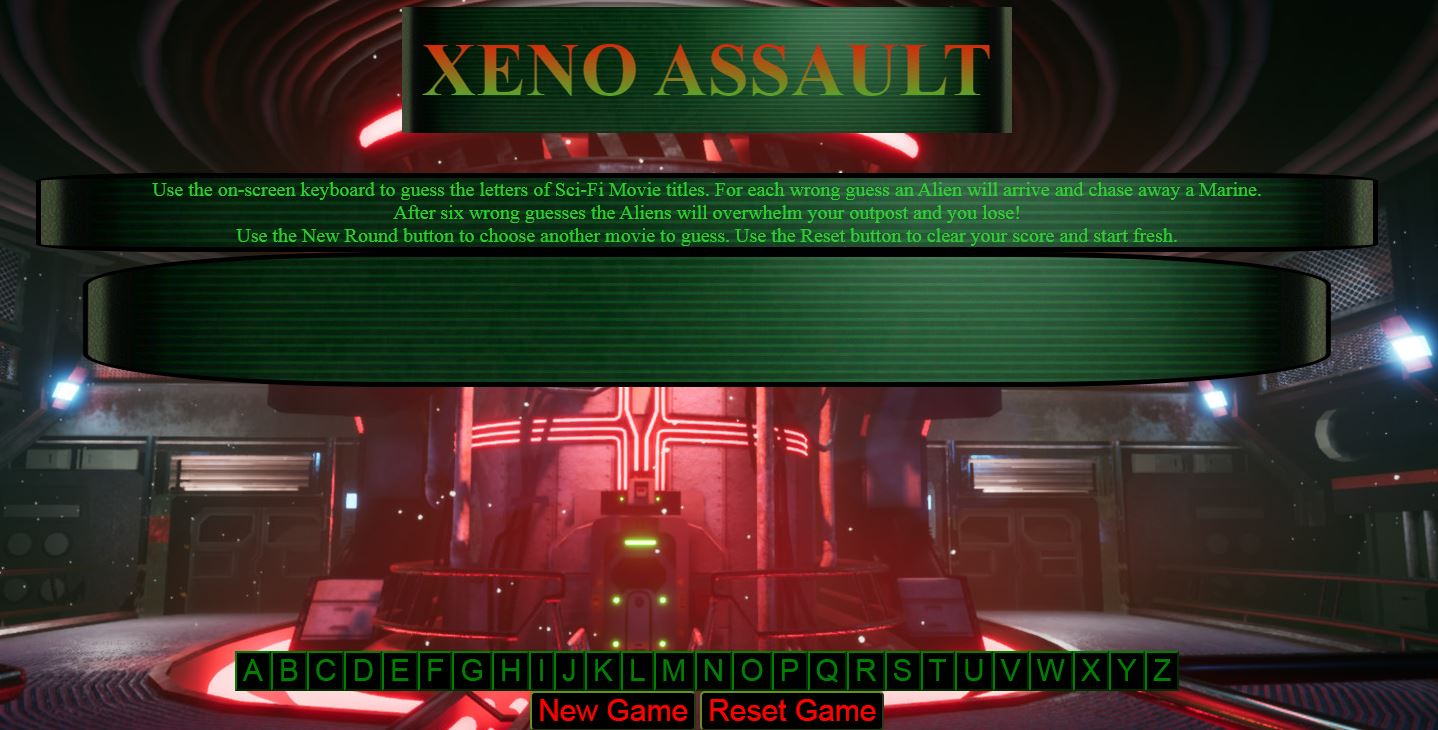 XENO ASSAULT
Use the on-screen keyboard to guess the letters of Sci-Fi Movie titles. For each wrong guess an Alien will arrive and chase away a Marine.
After six wrong guesses the Aliens will overwhelm your outpost and you lose!
Use the New Round button to choose another movie to guess. Use the Reset button to clear your score and start fresh.
A B C D E F G H I J K L M N O P Q R S T U V W X Y Z
New Game Reset Game